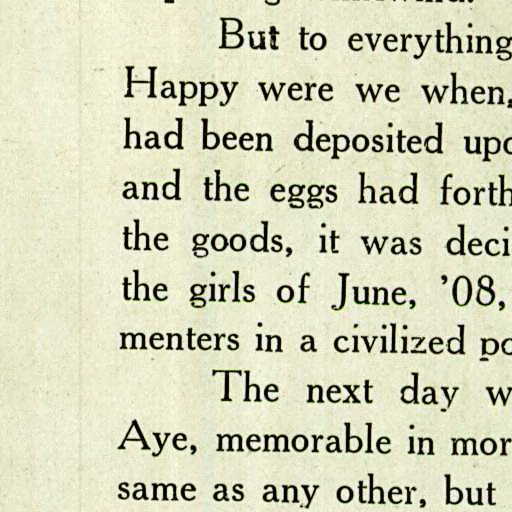 But to everything
Happy were we when,
had been deposited upo
and the eggs had forth
the goods, it was deci
the girls of June, '08,
menters in a civilized po
The next day w
Aye, memorable in mor
same as any other, but